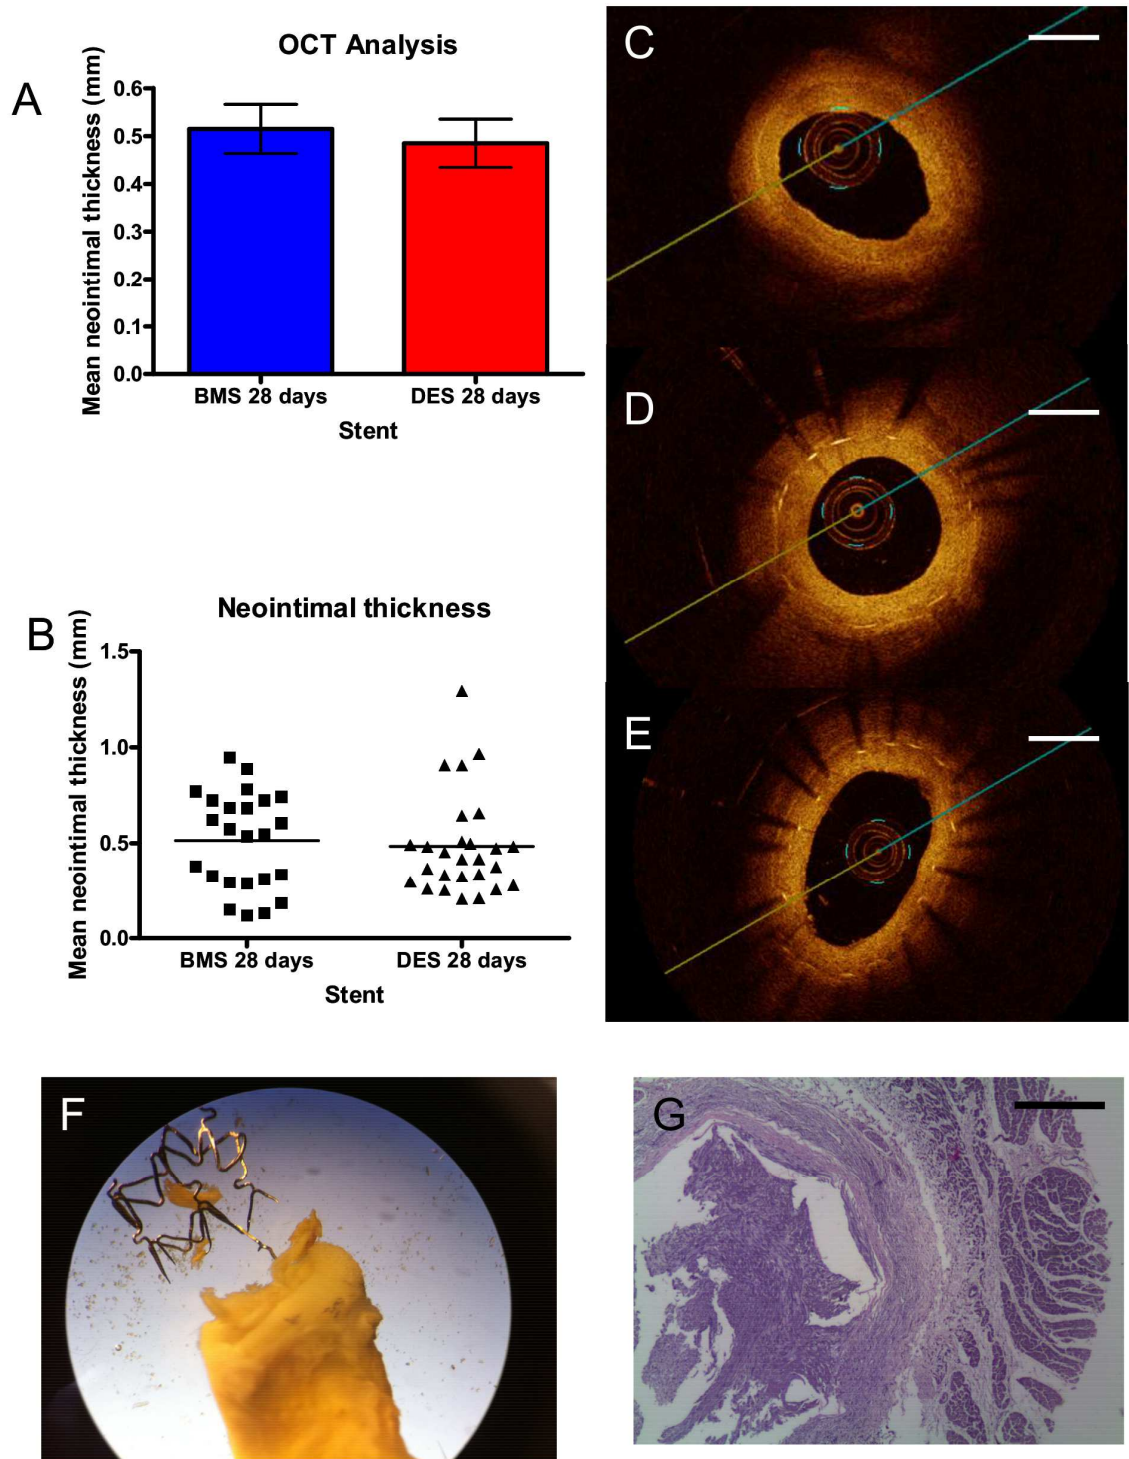 A
OCT Analysis
Mean neointimal thickness (mm)
0.6
0.5
0.4
0.3
0.2
0.1
0.0
BMS 28 days DES 28 days
Stent
B
Neointimal thickness
Mean neointimal thickness (mm)
1.5
1.0
0.5
0.0
BMS 28 days DES 28 days
Stent
C
D
E
F
G